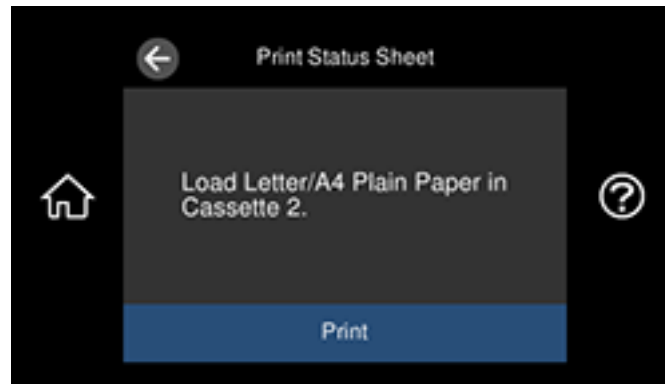 Print Status Sheet
Load Letter/A4 Plain Paper in
Cassette 2.
Print